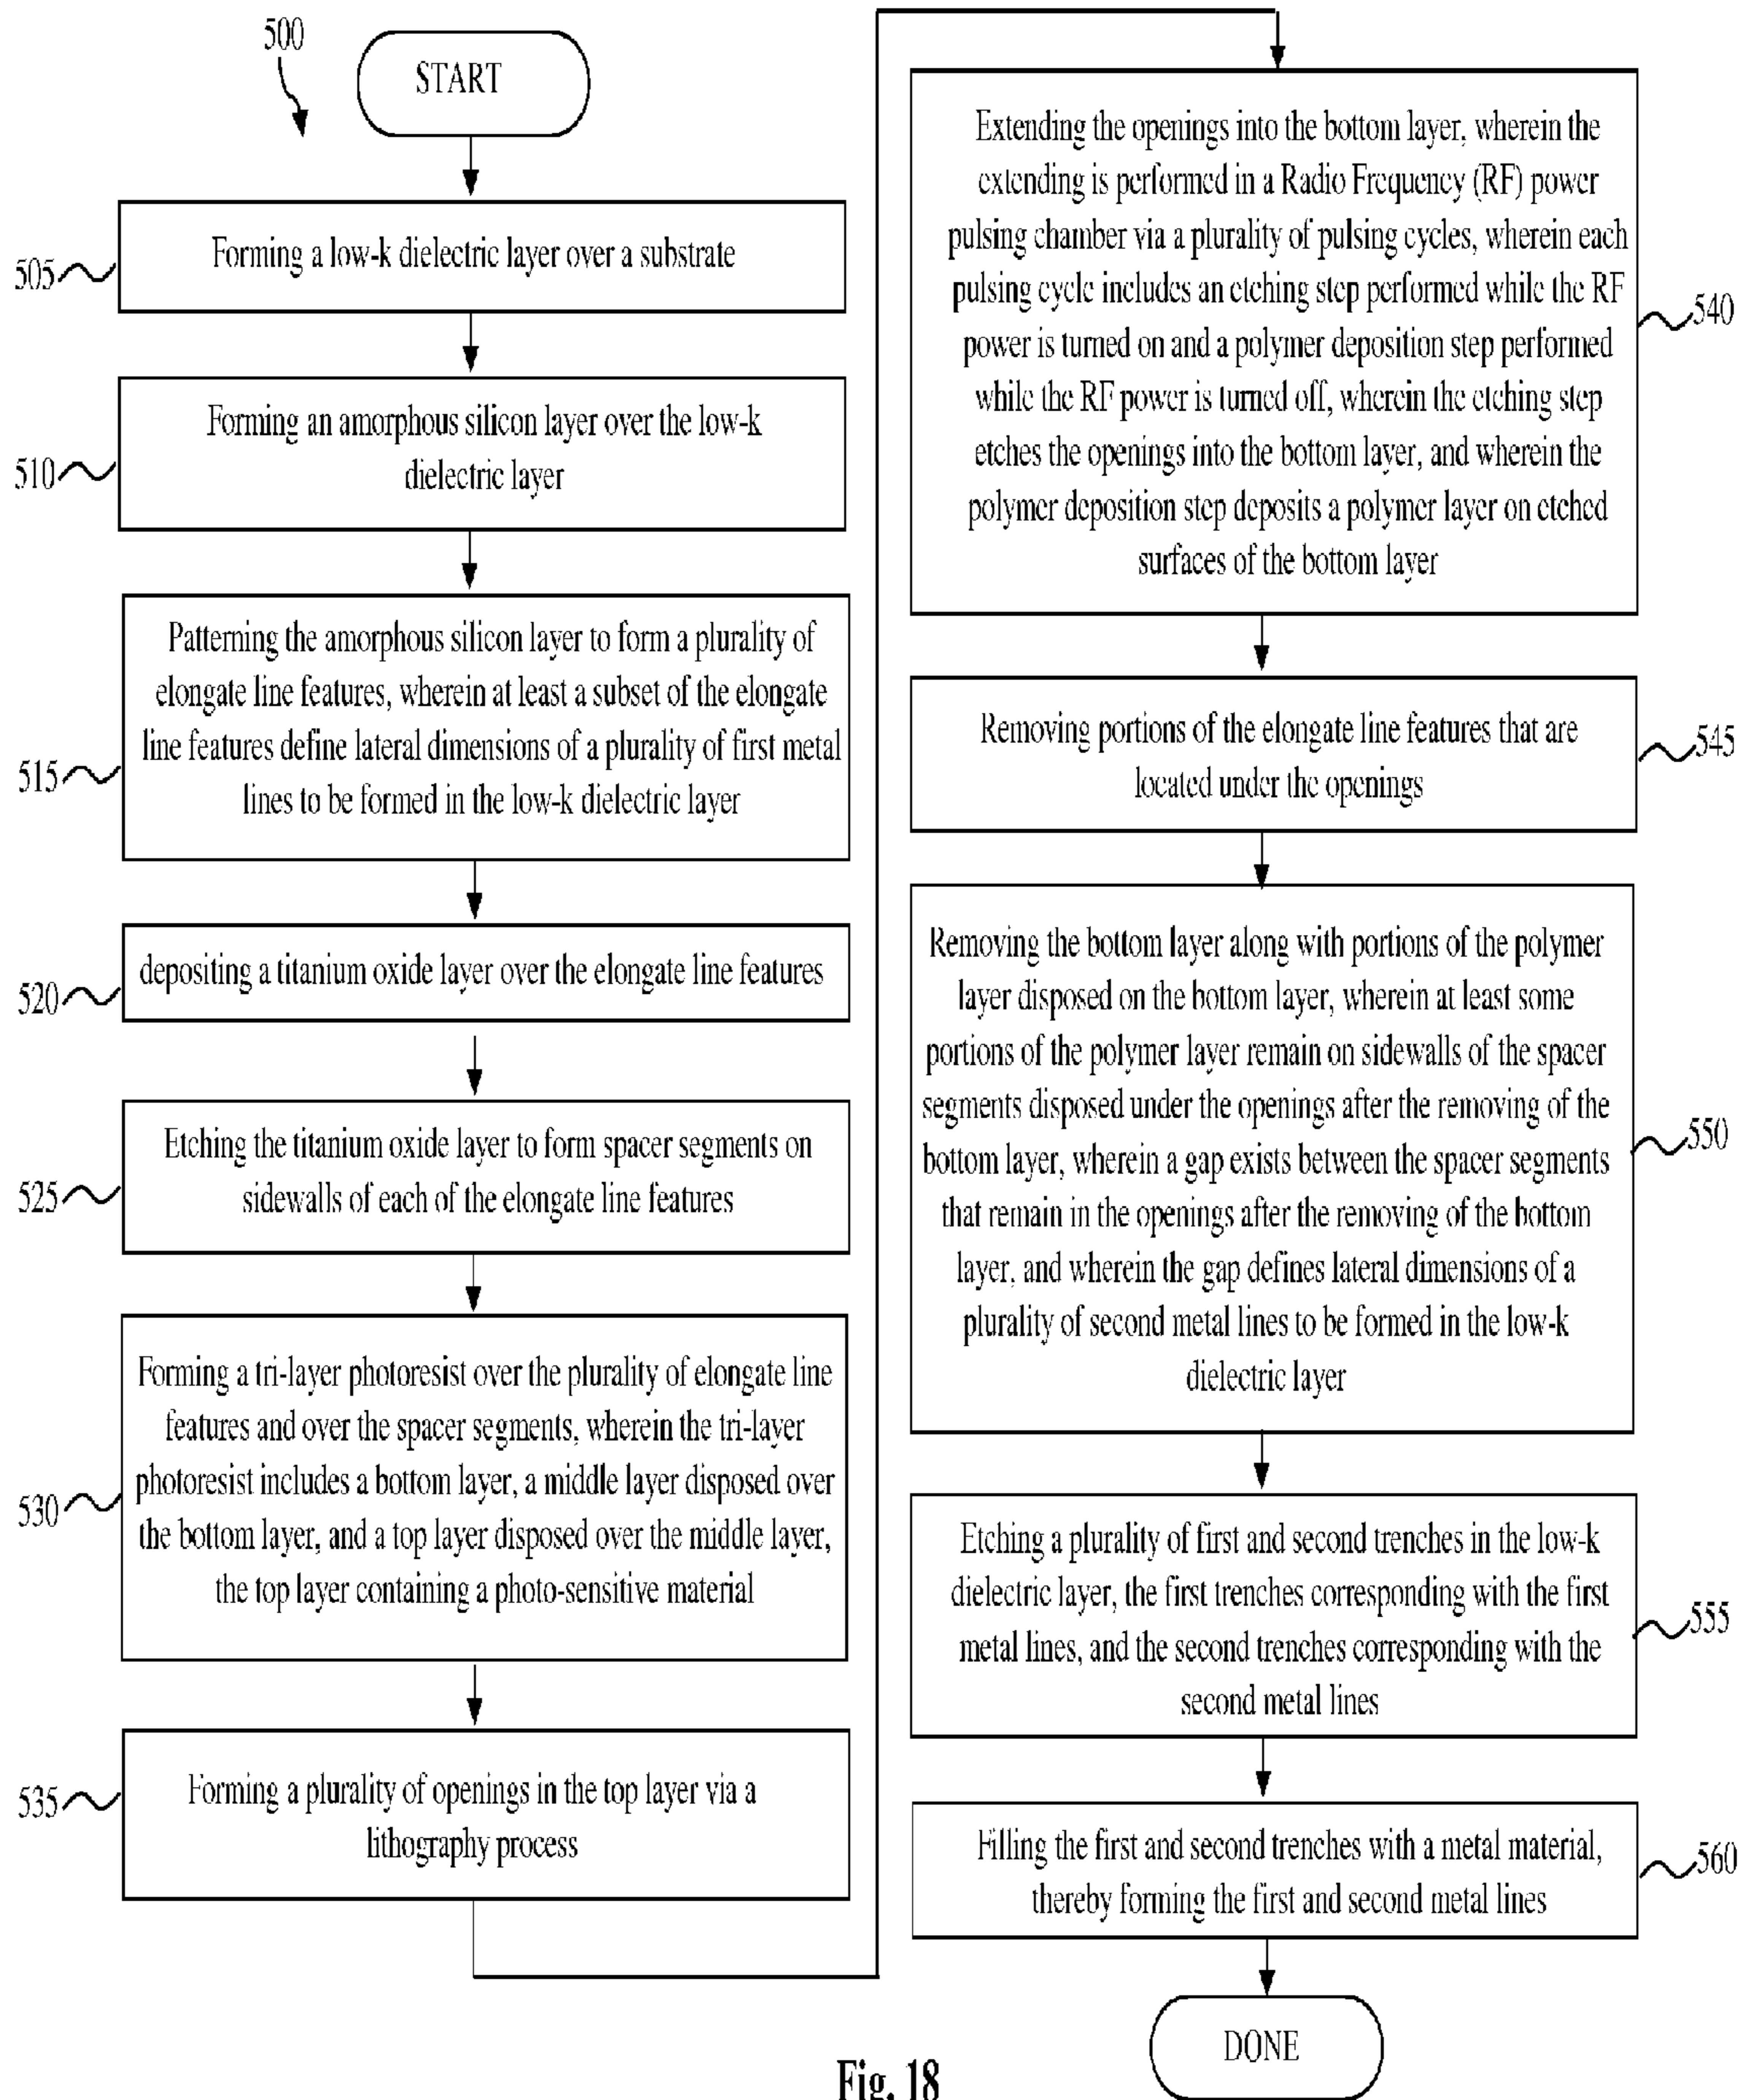 500
START
505
Forming a low-k dielectric layer over a substrate
510
Forming an amorphous silicon layer over the low-k
dielectric layer
515
Patterning the amorphous silicon layer to form a plurality of
elongate line features, wherein at least a subset of the elongate
line features define lateral dimensions of a plurality of first metal
lines to be formed in the low-k dielectric layer
520
depositing a titanium oxide layer over the elongate line features
525
Etching the titanium oxide layer to form spacer segments on
sidewalls of each of the elongate line features
530
Forming a tri-layer photoresist over the plurality of elongate line
features and over the spacer segments, wherein the tri-layer
photoresist includes a bottom layer, a middle layer disposed over
the bottom layer, and a top layer disposed over the middle layer,
the top layer containing a photo-sensitive material
535
Forming a plurality of openings in the top layer via a
lithography process
540
Extending the openings into the bottom layer, wherein the
extending is performed in a Radio Frequency (RF) power
pulsing chamber via a plurality of pulsing cycles, wherein each
pulsing cycle includes an etching step performed while the RF
power is turned on and a polymer deposition step performed
while the RF power is turned off, wherein the etching step
etches the openings into the bottom layer, and wherein the
polymer deposition step deposits a polymer layer on etched
surfaces of the bottom layer
545
Removing portions of the elongate line features that are
located under the openings
550
Removing the bottom layer along with portions of the polymer
layer disposed on the bottom layer, wherein at least some
portions of the polymer layer remain on sidewalls of the spacer
segments disposed under the openings after the removing of the
bottom layer, wherein a gap exists between the spacer segments
that remain in the openings after the removing of the bottom
layer, and wherein the gap defines lateral dimensions of a
plurality of second metal lines to be formed in the low-k
dielectric layer
555
Etching a plurality of first and second trenches in the low-k
dielectric layer, the first trenches corresponding with the first
metal lines, and the second trenches corresponding with the
second metal lines
560
Filling the first and second trenches with a metal material,
thereby forming the first and second metal lines
DONE
Fig. 18